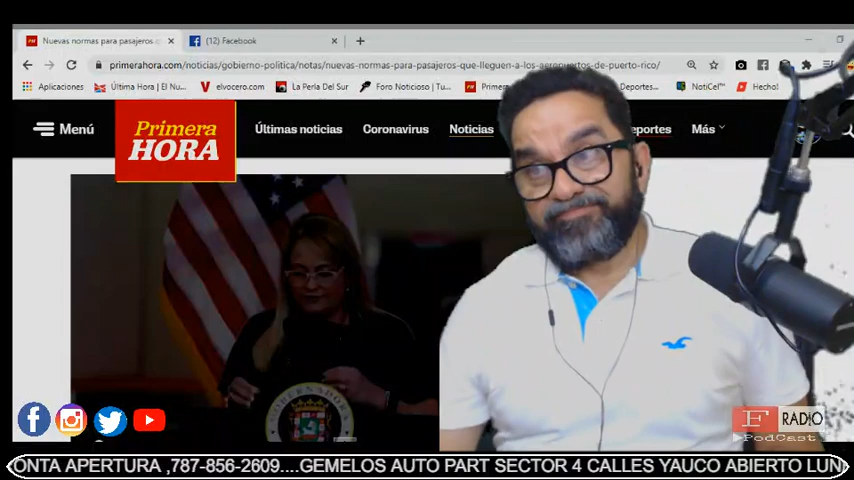 Nuevas normas para pasajeros
(12) Facebook
primerahora.com/noticias/gobierno-politica/notas/nuevas-normas-para-pasajeros-que-lleguen-a-los-aeropuertos-de-puerto-rico/
Aplicaciones Última Hora | El Nu... elvocero.com La Perla Del Sur Foro Noticioso | Tu... Deportes... NotiCel™ Hecho!
Menú
Primera
HORA
Últimas noticias Coronavirus Noticias Más
GOBERNADORA
F RADIO
PodCast
ONTA APERTURA ,787-856-2609....GEMELOS AUTO PART SECTOR 4 CALLES YAUCO ABIERTO LUN